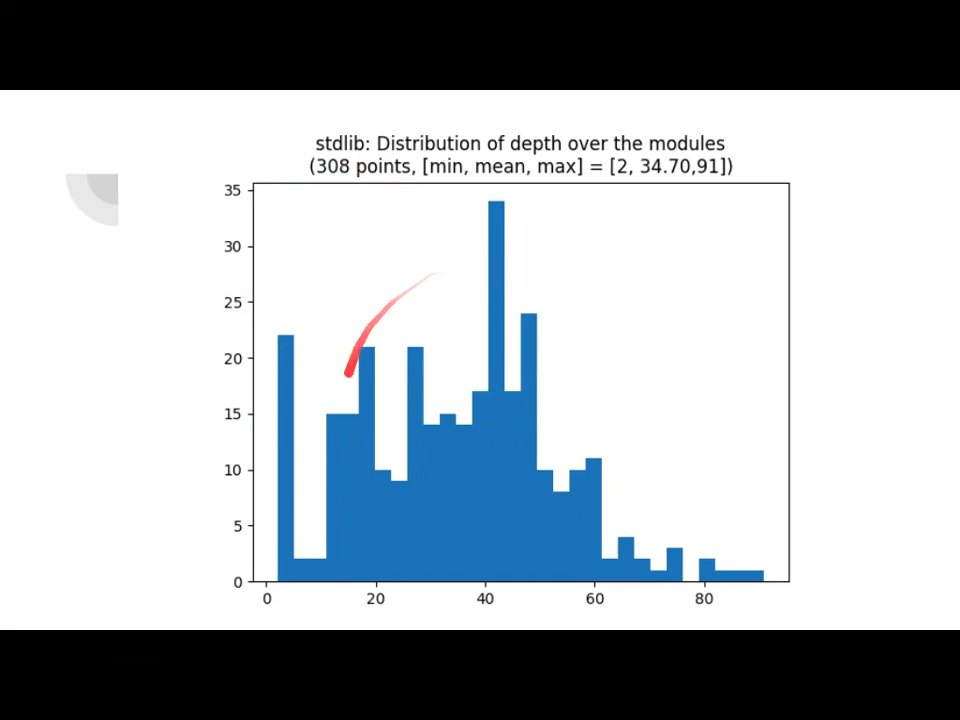 stdlib: Distribution of depth over the modules
(308 points, [min, mean, max] = [2, 34.70,91])
35
30
25
20
15
10
5
0
0 20 40 60 80